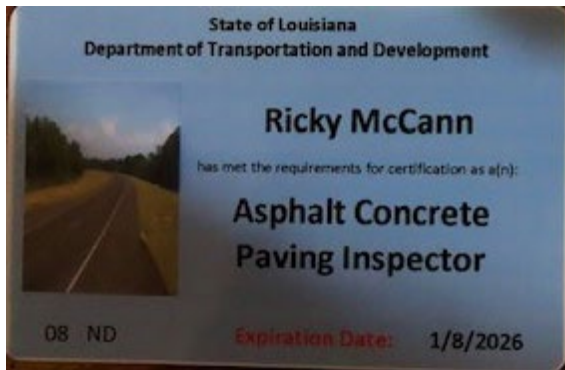 State of Louisiana
Department of Transportation and Development
Ricky McCann
has met the requirements for certification as a(n):
Asphalt Concrete
Paving Inspector
08 ND
Expiration Date: 1/8/2026